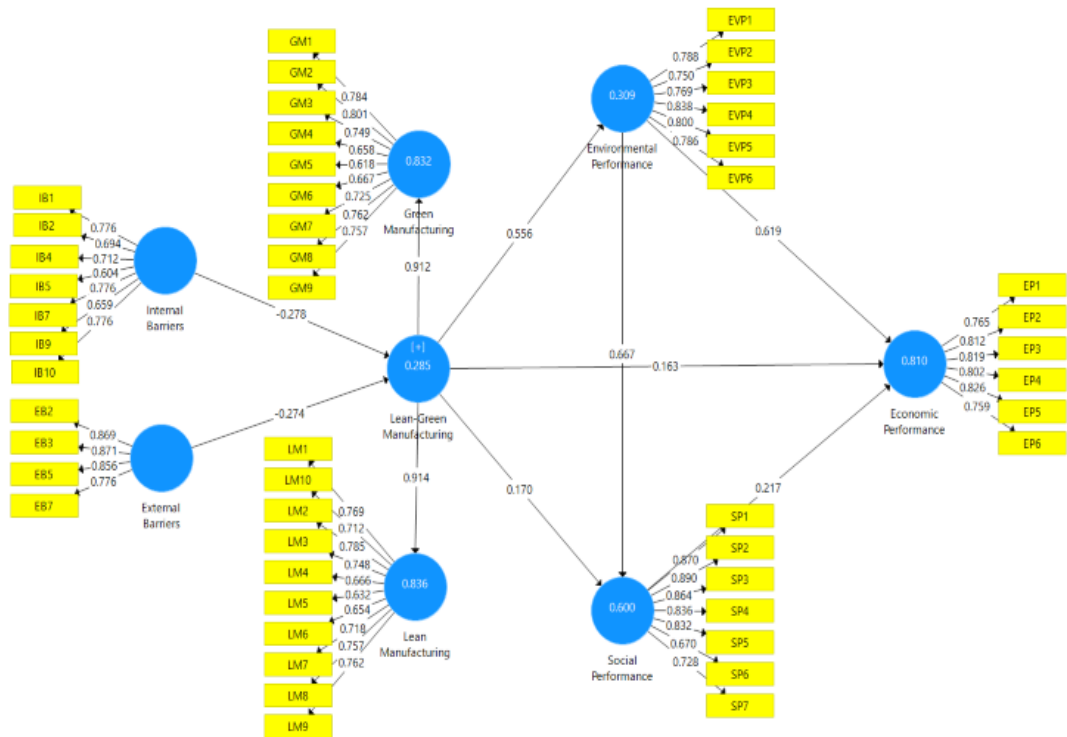 GM1
GM2
GM3
GM4
GM5
GM6
GM7
GM8
GM9
0.784
0.801
0.749
0.658
0.618
0.667
0.725
0.762
0.757
0.832
Green
Manufacturing
0.912
IB1
IB2
IB4
IB5
IB7
IB9
IB10
0.776
0.694
0.712
0.604
0.776
0.659
0.776
Internal
Barriers
-0.278
EB2
EB3
EB5
EB7
0.869
0.871
0.856
0.776
External
Barriers
-0.274
[+]
0.285
Lean-Green
Manufacturing
0.914
LM1
LM10
LM2
LM3
LM4
LM5
LM6
LM7
LM8
LM9
0.769
0.712
0.785
0.748
0.666
0.632
0.654
0.718
0.757
0.762
0.836
Lean
Manufacturing
0.556
0.163
0.170
EVP1
EVP2
EVP3
EVP4
EVP5
EVP6
0.788
0.750
0.769
0.838
0.800
0.786
0.309
Environmental
Performance
0.619
0.667
EP1
EP2
EP3
EP4
EP5
EP6
0.765
0.812
0.819
0.802
0.826
0.759
0.810
Economic
Performance
0.217
SP1
SP2
SP3
SP4
SP5
SP6
SP7
0.870
0.890
0.864
0.836
0.832
0.670
0.728
0.600
Social
Performance